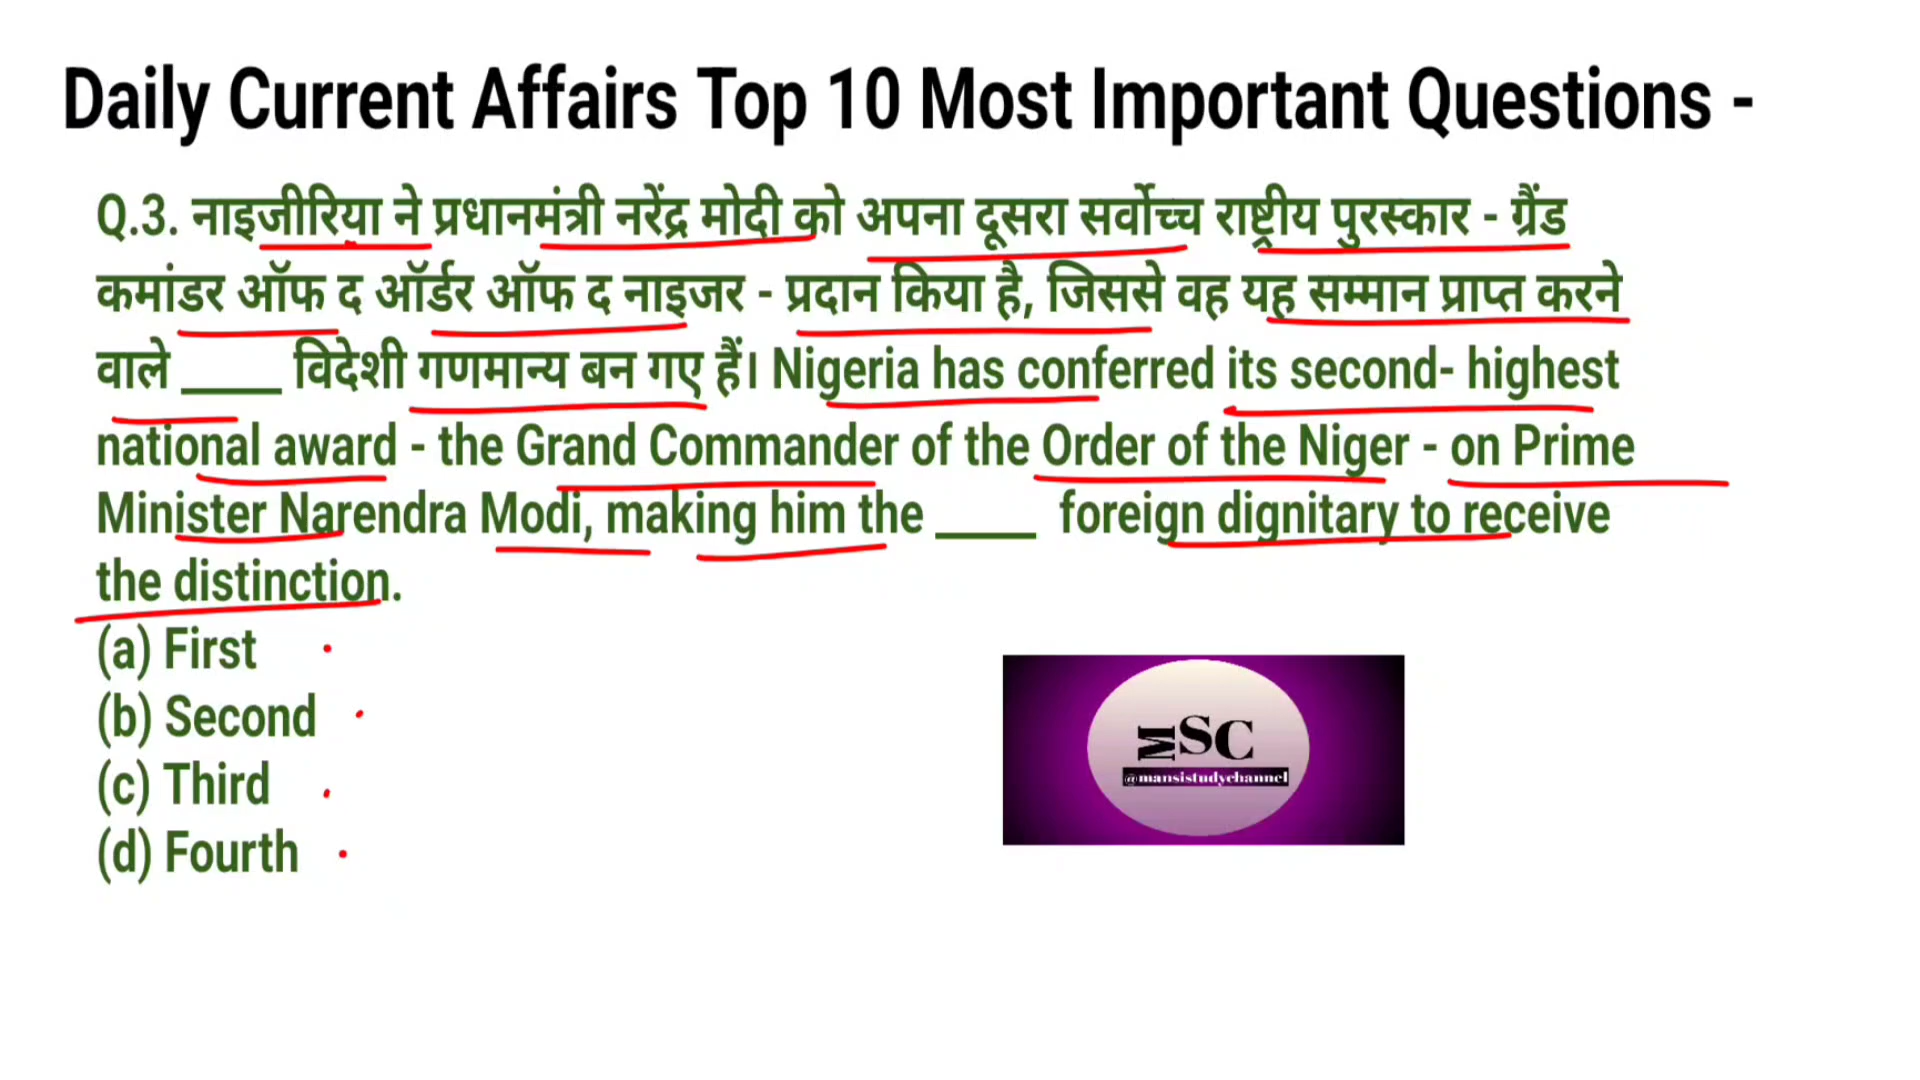 Daily Current Affairs Top 10 Most Important Questions -
Q.3. नाइजीरिया ने प्रधानमंत्री नरेंद्र मोदी को अपना दूसरा सर्वोच्च राष्ट्रीय पुरस्कार - ग्रैंड
कमांडर ऑफ द ऑर्डर ऑफ द नाइजर - प्रदान किया है, जिससे वह यह सम्मान प्राप्त करने
वाले ____ विदेशी गणमान्य बन गए हैं। Nigeria has conferred its second- highest
national award - the Grand Commander of the Order of the Niger - on Prime
Minister Narendra Modi, making him the ____ foreign dignitary to receive
the distinction.
(a) First
(b) Second
(c) Third
(d) Fourth
MSC
@mansistudychannel